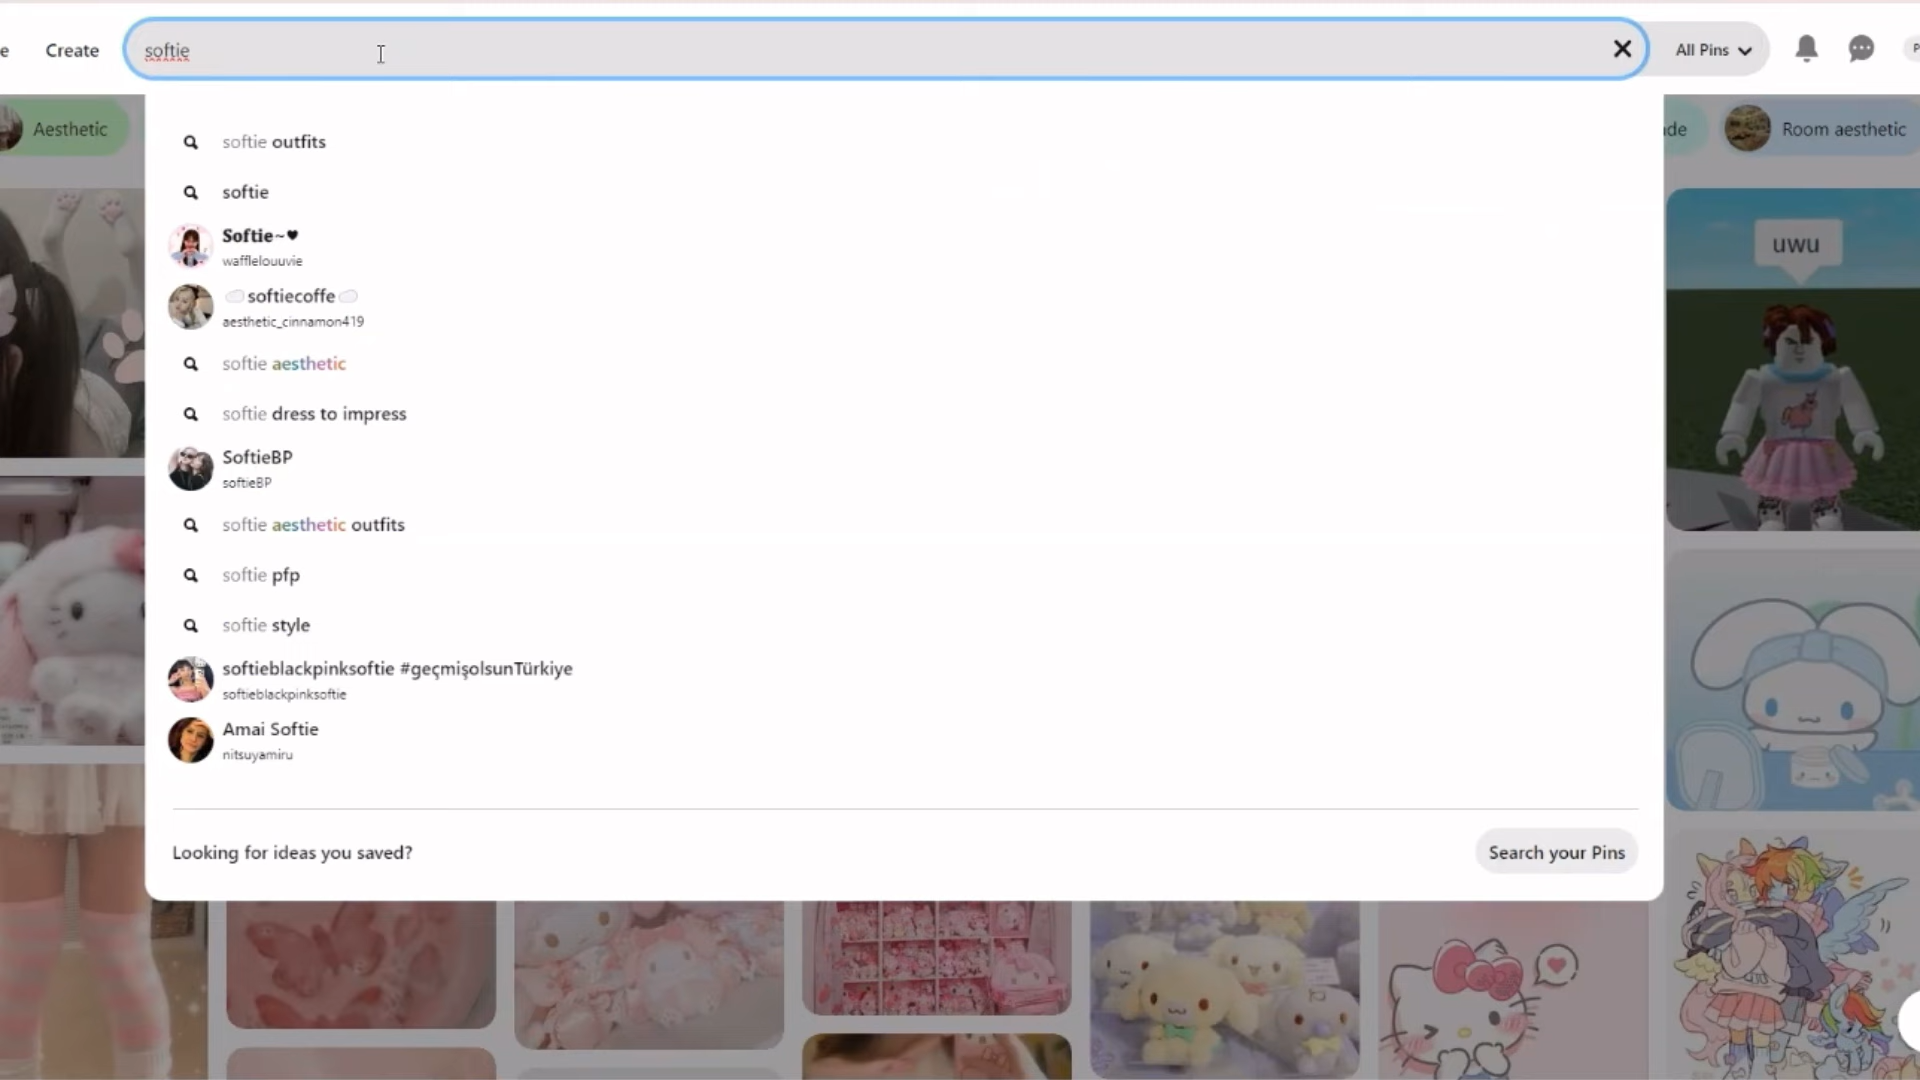 e
Create
softie
All Pins
P
Aesthetic
de
Room aesthetic
softie outfits
softie
Softie~♥
wafflelouuvie
☁softiecoffe☁
aesthetic_cinnamon419
softie aesthetic
softie dress to impress
SoftieBP
softieBP
softie aesthetic outfits
softie pfp
softie style
softieblackpinksoftie #geçmişolsunTürkiye
softieblackpinksoftie
Amai Softie
nitsuyamiru
uwu
Looking for ideas you saved?
Search your Pins